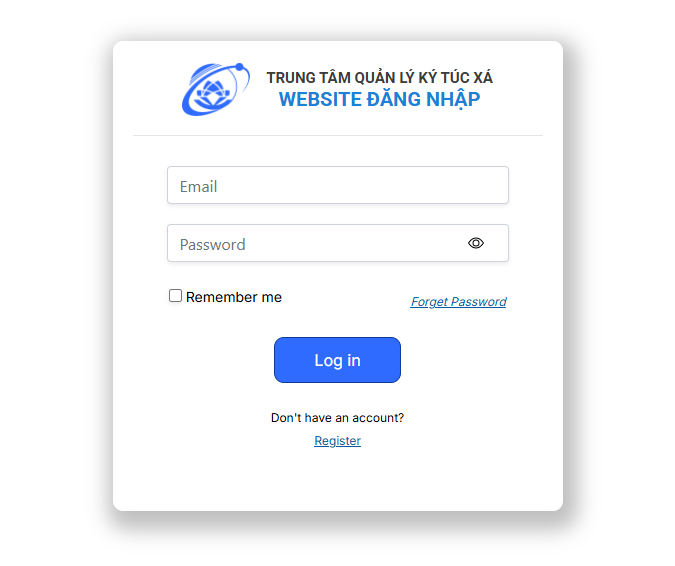 TRUNG TÂM QUẢN LÝ KÝ TÚC XÁ
WEBSITE ĐĂNG NHẬP
Email
Password
Remember me
Forget Password
Log in
Don't have an account?
Register